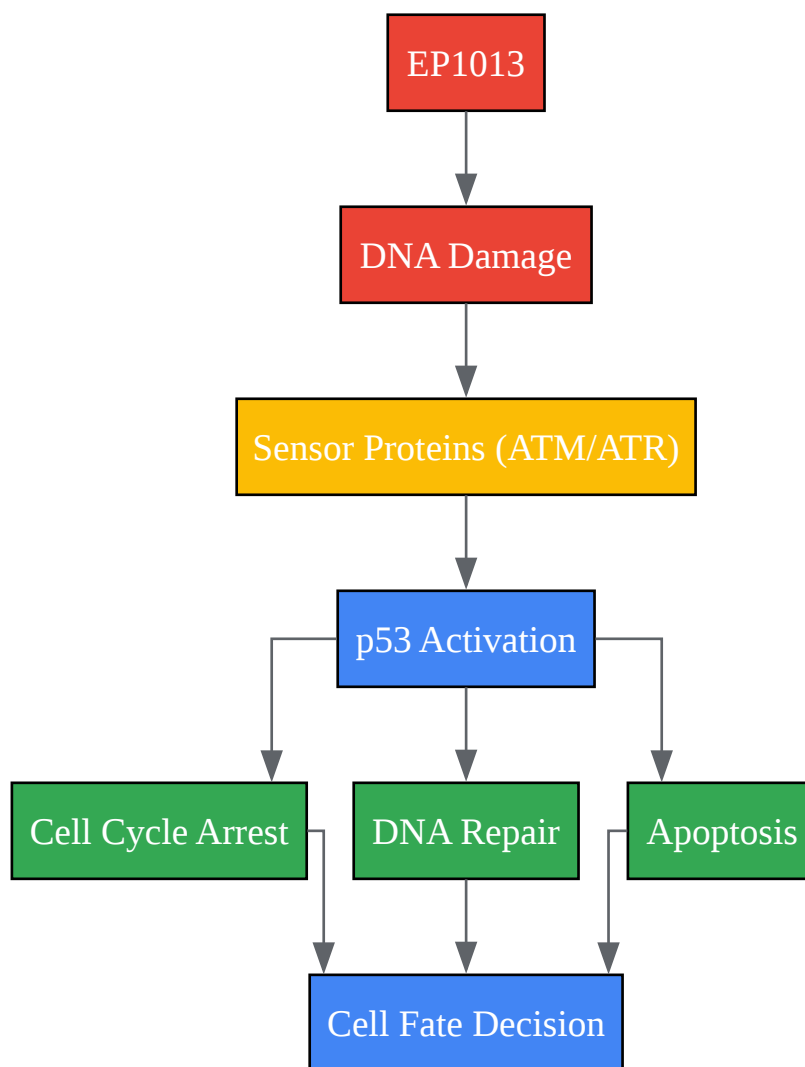 EP1013
DNA Damage
Sensor Proteins (ATM/ATR)
p53 Activation
Cell Cycle Arrest
DNA Repair
Apoptosis
Cell Fate Decision